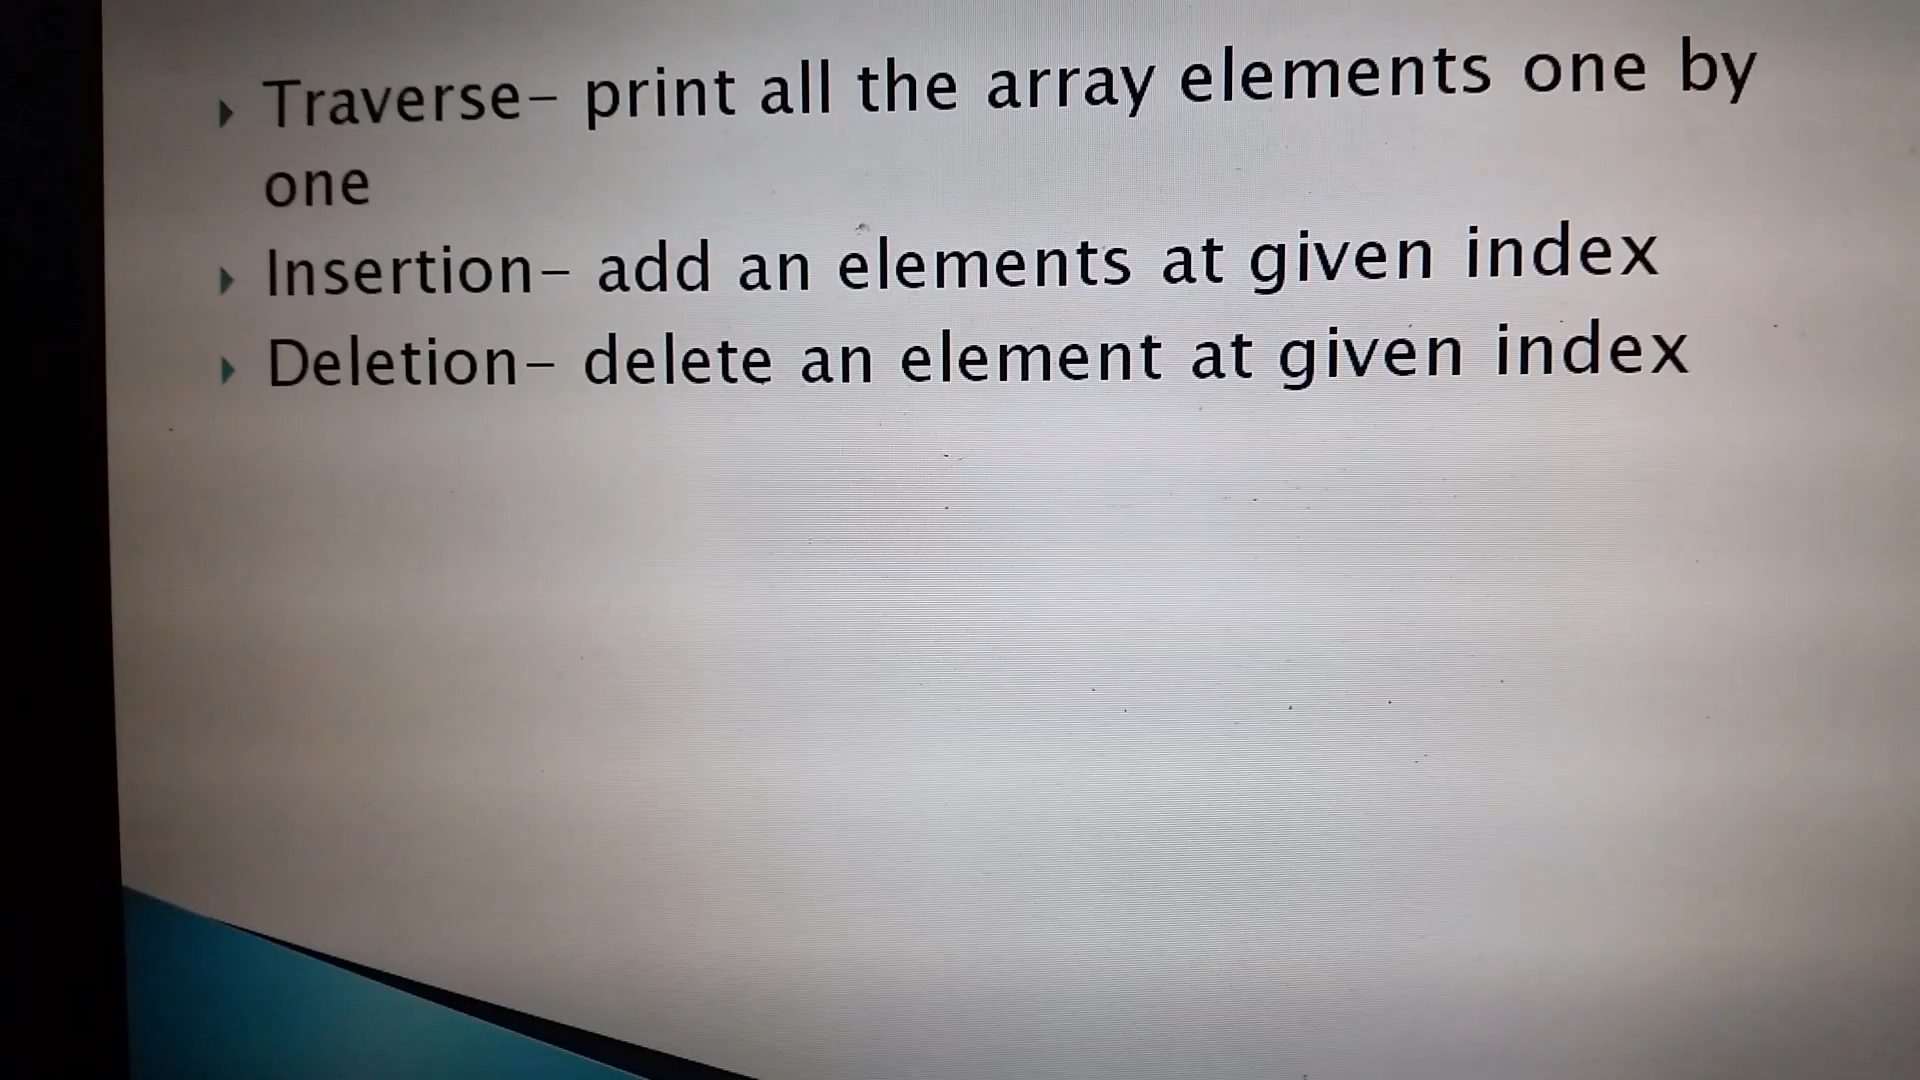 Traverse- print all the array elements one by
one
Insertion- add an elements at given index
Deletion- delete an element at given index